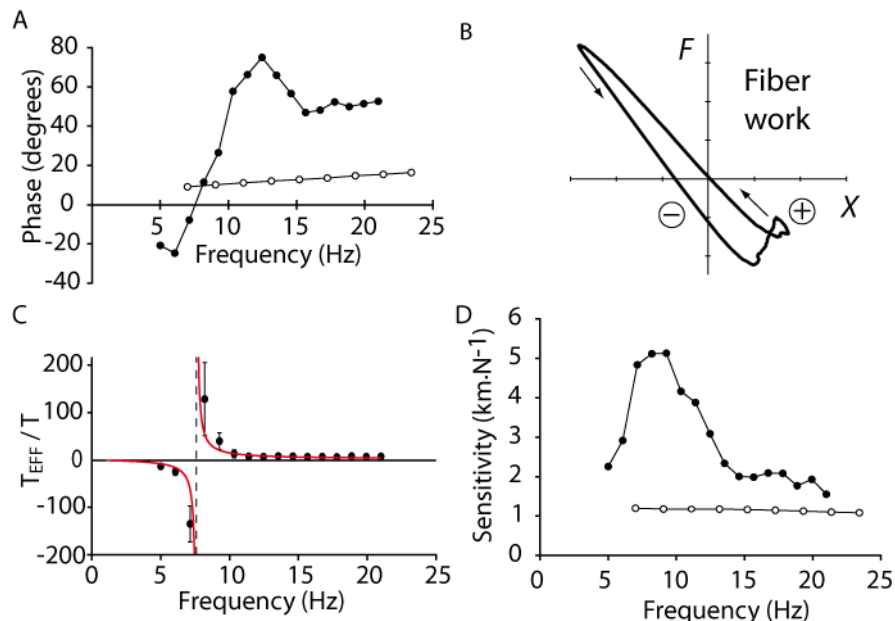 A
80
60
40
20
0
-20
-40
Phase (degrees)
5 10 15 20 25
Frequency (Hz)
B
F
Fiber
work
X
−
+
C
200
100
0
-100
-200
T_EFF / T
0 5 10 15 20 25
Frequency (Hz)
D
6
5
4
3
2
1
0
Sensitivity (km·N⁻¹)
0 5 10 15 20 25
Frequency (Hz)